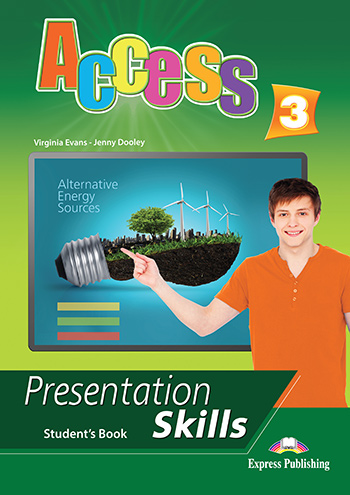 Access
3
Virginia Evans - Jenny Dooley
Alternative
Energy
Sources
Presentation
Skills
Student's Book
Express Publishing